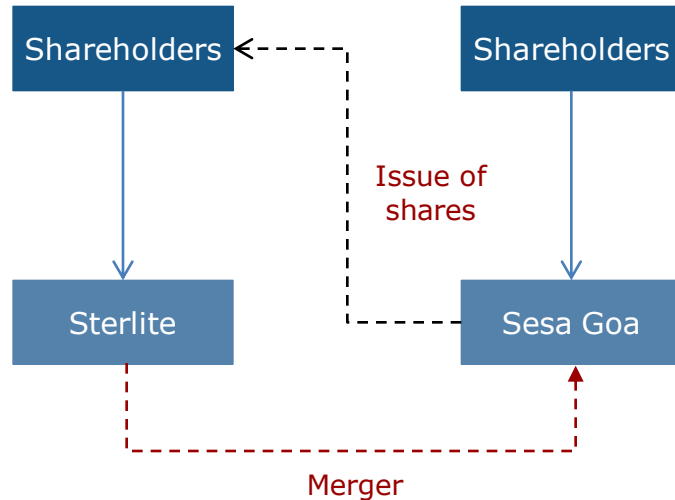 Shareholders
Shareholders
Issue of
shares
Sterlite
Sesa Goa
Merger